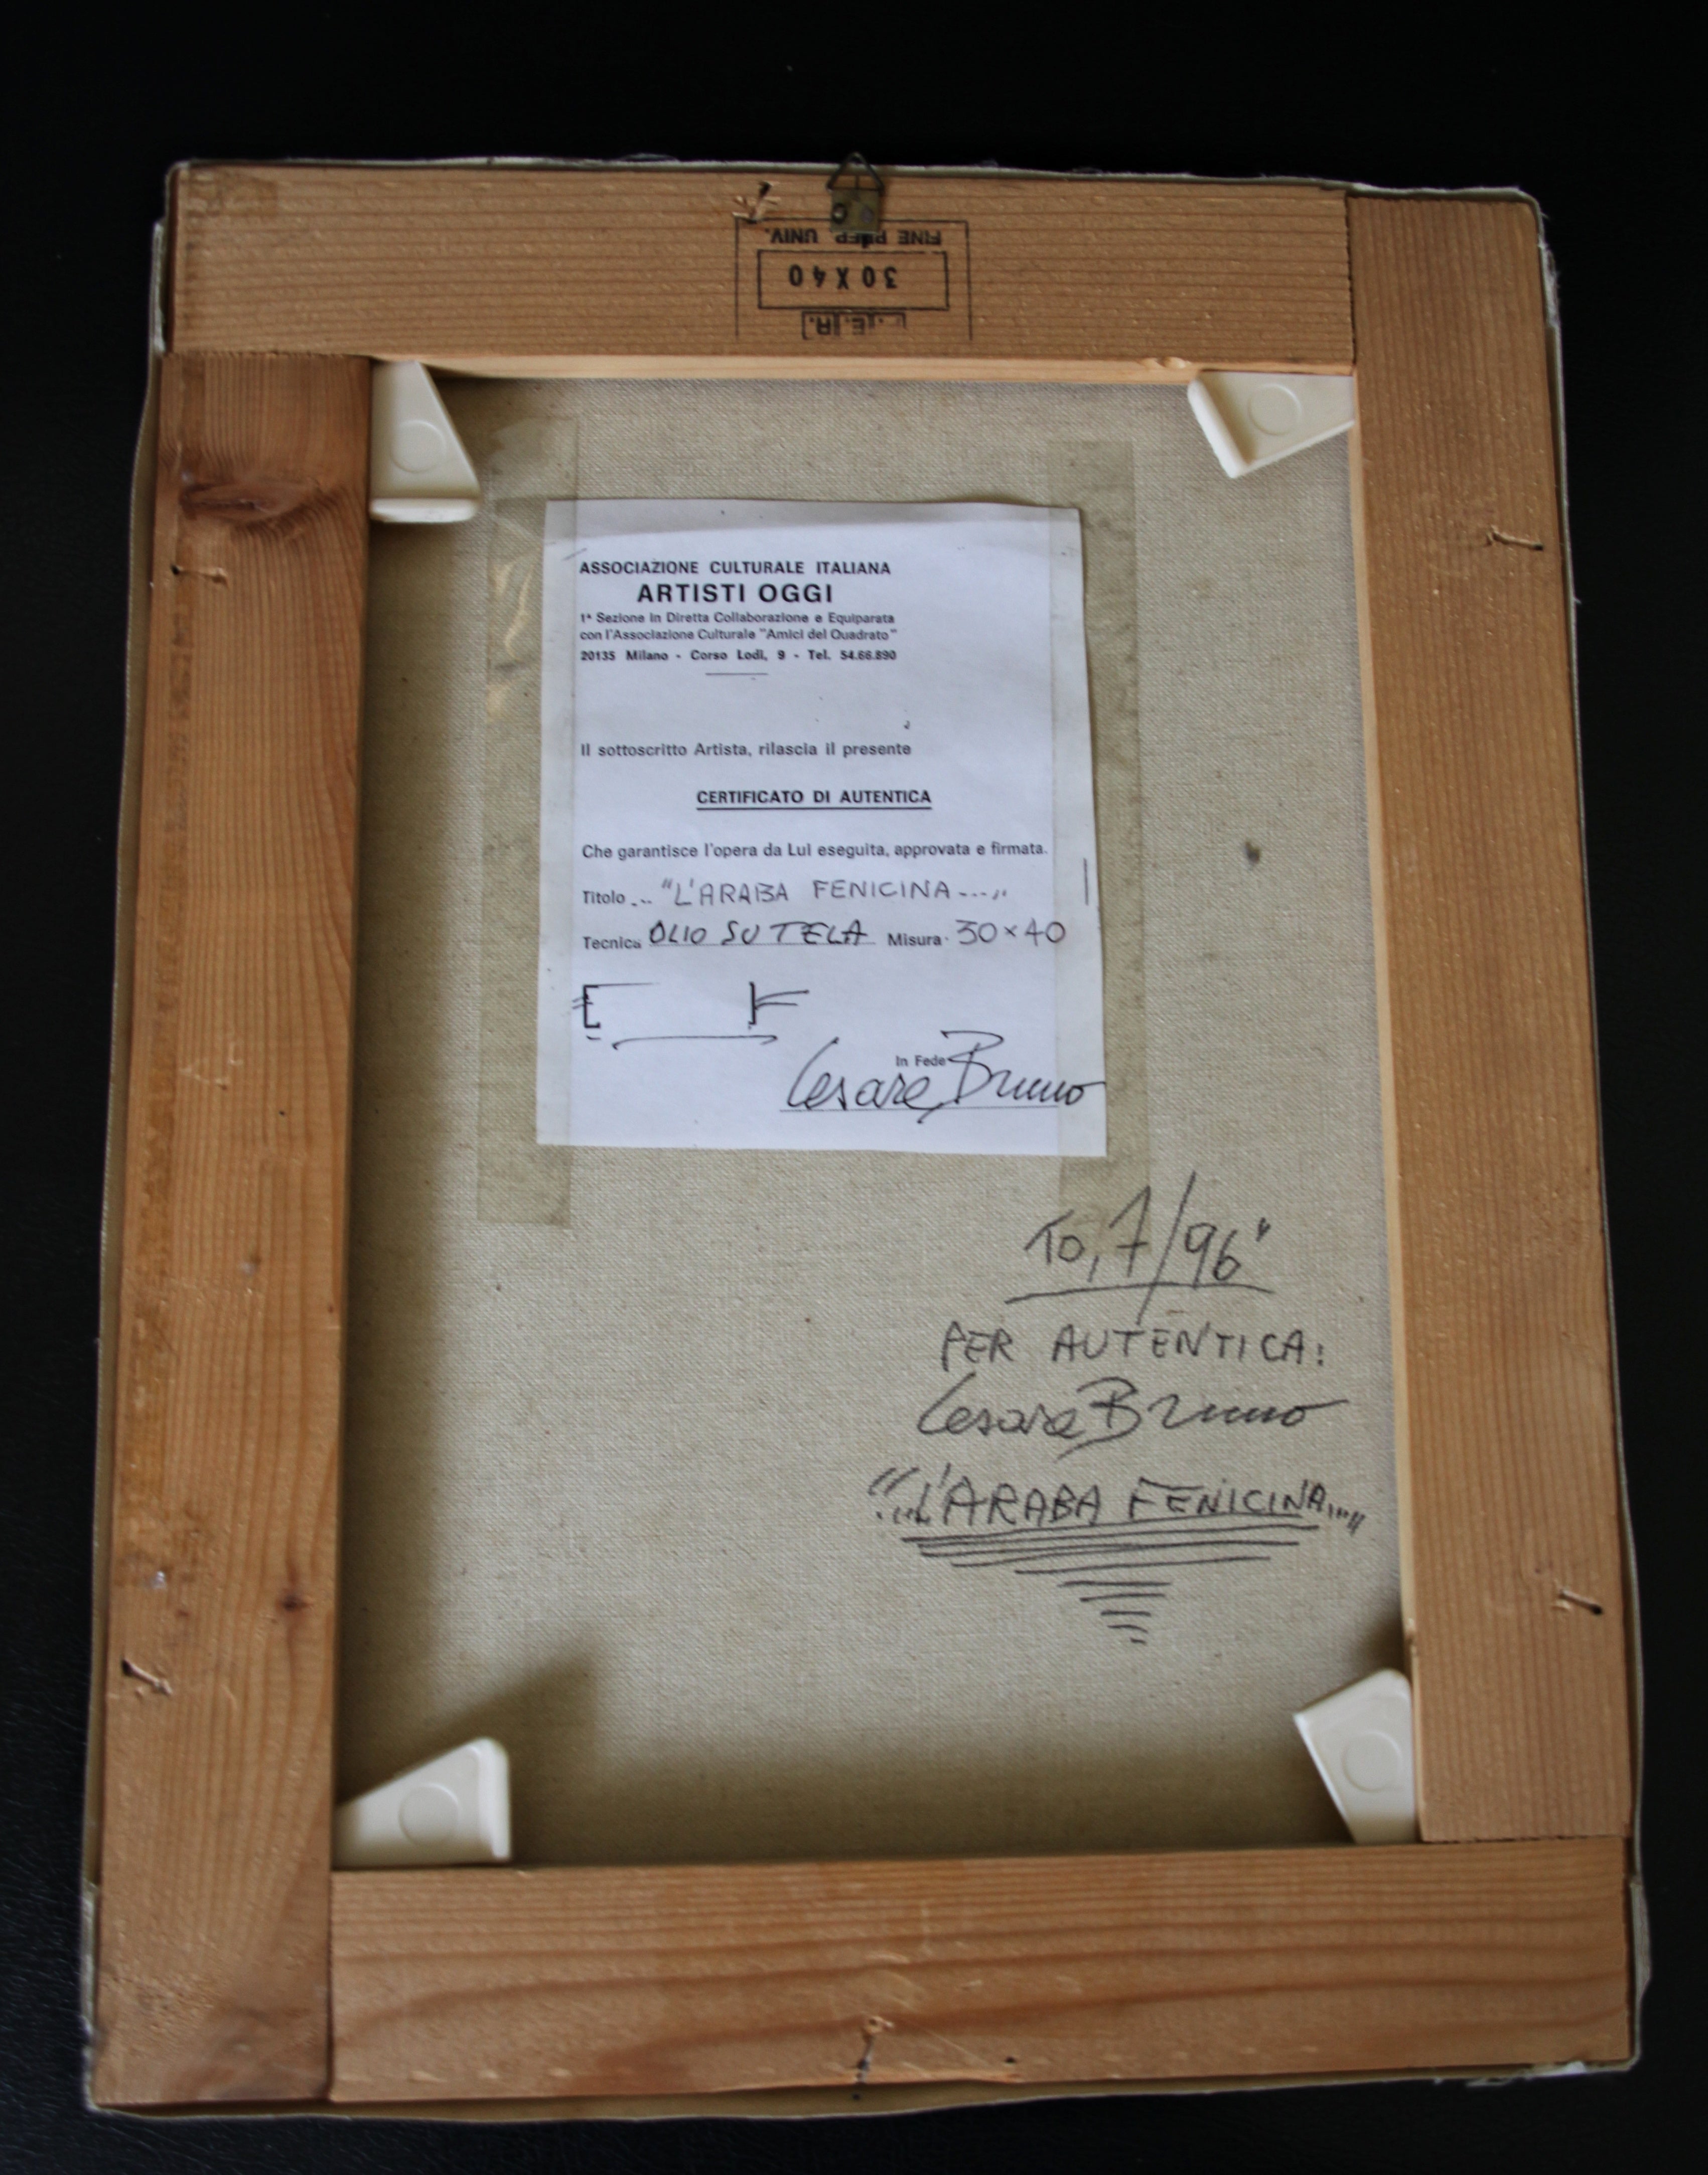 FINE PREP. UNIV.
30 X 40
ASSOCIAZIONE CULTURALE ITALIANA
ARTISTI OGGI
1ª Sezione in Diretta Collaborazione e Equiparata
con l'Associazione Culturale "Amici del Quadrato"
20135 Milano - Corso Lodi, 9 - Tel. 54.66.890
Il sottoscritto Artista, rilascia il presente
CERTIFICATO DI AUTENTICA
Che garantisce l'opera da Lui eseguita, approvata e firmata.
Titolo ... "L'ARABA FENICINA...."
Tecnica OLIO SU TELA Misura 30×40
In Fede
Cesare Bruno
TO, 7/96"
PER AUTENTICA:
Cesare Bruno
"...L'ARABA FENICINA...."